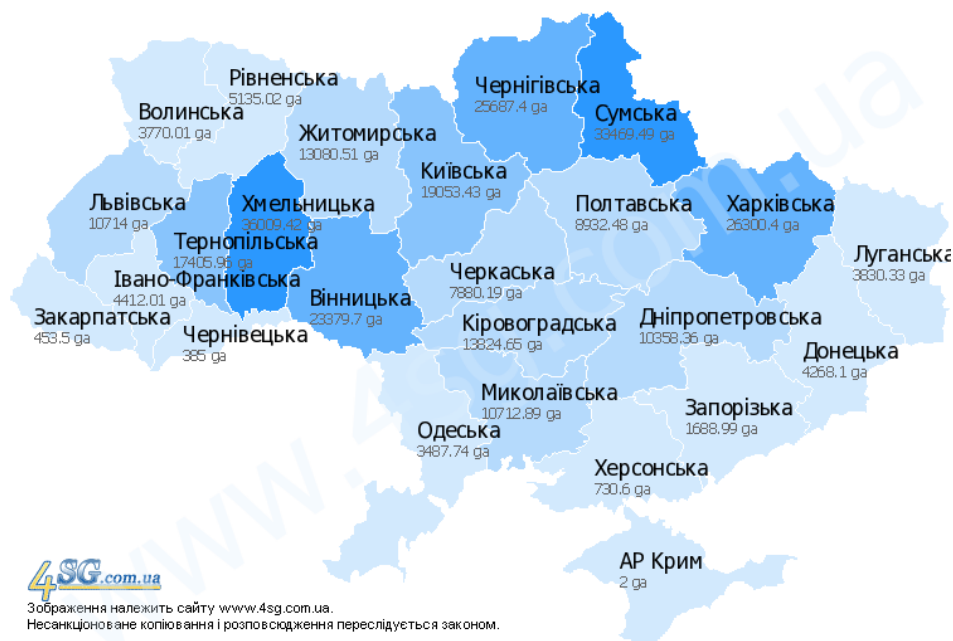 Рівненська
5135.02 ga
Чернігівська
25687.4 ga
Волинська
3770.01 ga
Сумська
33469.49 ga
Житомирська
13080.51 ga
Київська
19053.43 ga
Львівська
10714 ga
Хмельницька
36009.42 ga
Полтавська
8932.48 ga
Харківська
26300.4 ga
Тернопільська
17405.96 ga
Луганська
3830.33 ga
Івано-Франківська
4412.01 ga
Черкаська
7880.19 ga
Вінницька
23379.7 ga
Закарпатська
453.5 ga
Чернівецька
385 ga
Кіровоградська
13824.65 ga
Дніпропетровська
10358.36 ga
Донецька
4268.1 ga
Миколаївська
10712.89 ga
Запорізька
1688.99 ga
Одеська
3487.74 ga
Херсонська
730.6 ga
АР Крим
2 ga
www.4sg.com.ua
4SG.com.ua
Зображення належить сайту www.4sg.com.ua.
Несанкціоноване копіювання і розповсюдження переслідується законом.